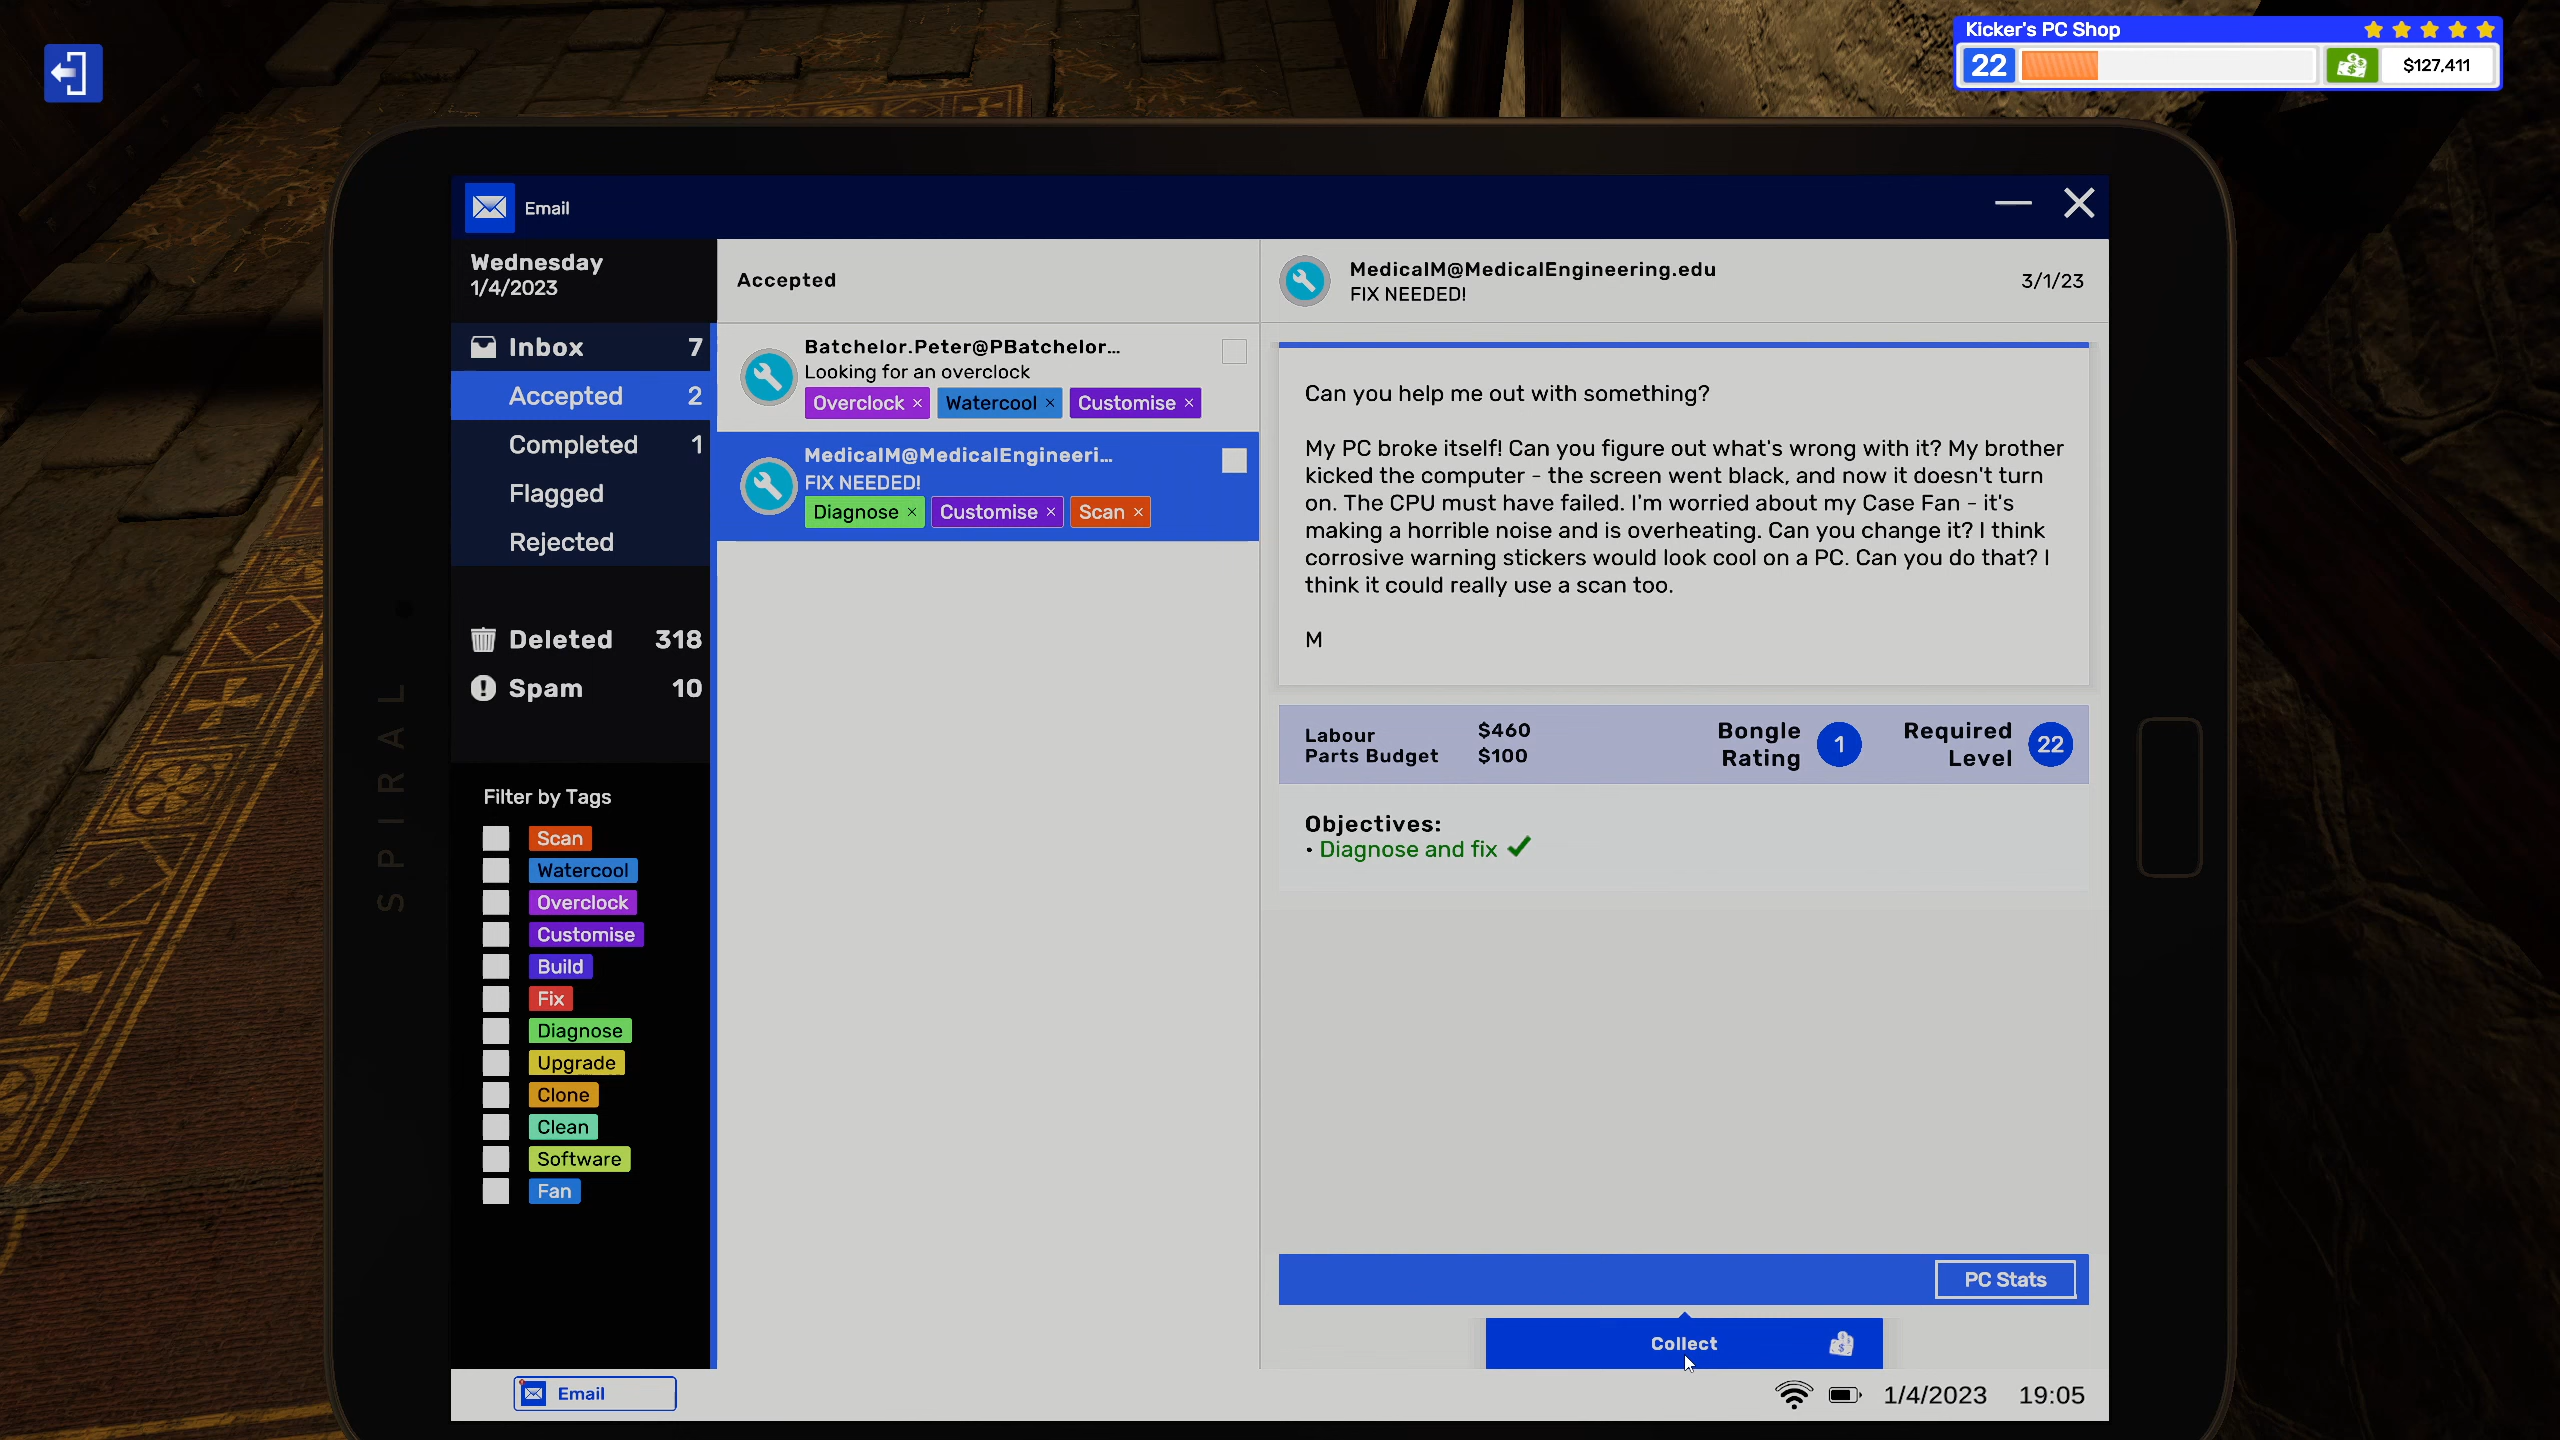 Kicker's PC Shop
22
$127,411
Email
Wednesday
1/4/2023
Inbox 7
Accepted 2
Completed 1
Flagged
Rejected
Deleted 318
Spam 10
Filter by Tags
Scan
Watercool
Overclock
Customise
Build
Fix
Diagnose
Upgrade
Clone
Clean
Software
Fan
Accepted
Batchelor.Peter@PBatchelor...
Looking for an overclock
Overclock × Watercool × Customise ×
MedicalM@MedicalEngineeri...
FIX NEEDED!
Diagnose × Customise × Scan ×
MedicalM@MedicalEngineering.edu
FIX NEEDED!
3/1/23
Can you help me out with something?
My PC broke itself! Can you figure out what's wrong with it? My brother
kicked the computer - the screen went black, and now it doesn't turn
on. The CPU must have failed. I'm worried about my Case Fan - it's
making a horrible noise and is overheating. Can you change it? I think
corrosive warning stickers would look cool on a PC. Can you do that? I
think it could really use a scan too.
M
Labour $460
Parts Budget $100
Bongle
Rating
1
Required
Level
22
Objectives:
• Diagnose and fix
PC Stats
Collect
Email
1/4/2023 19:05
SPIRAL